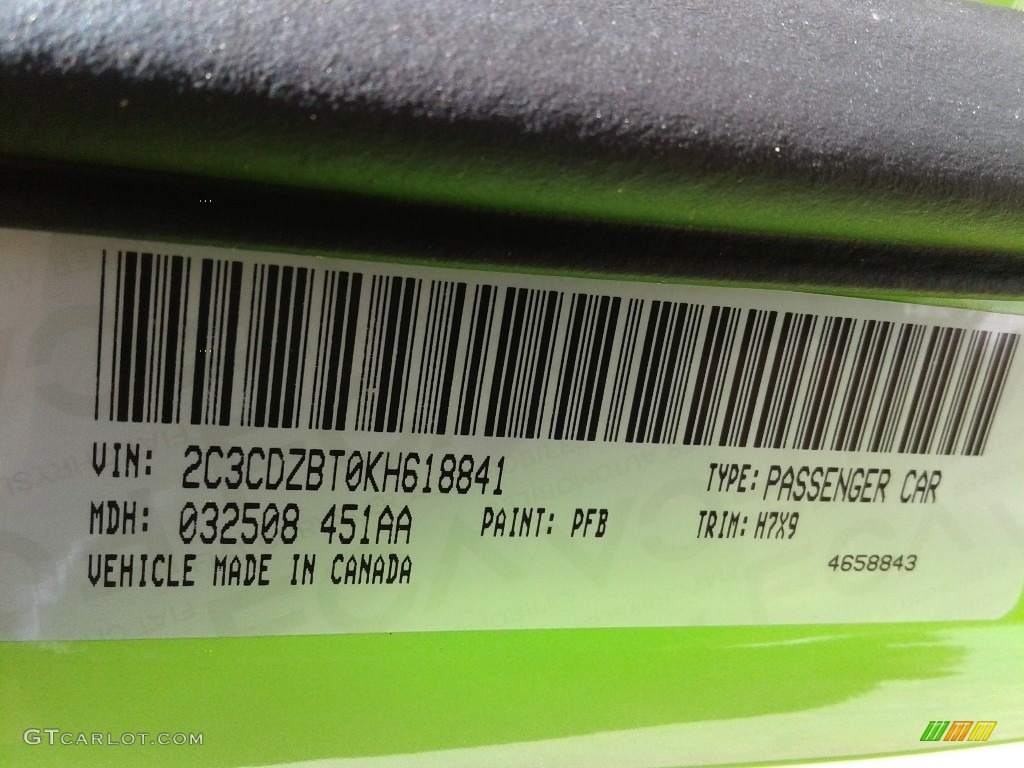 VIN: 2C3CDZBT0KH618841 TYPE: PASSENGER CAR
MDH: 032508 451AA PAINT: PFB TRIM: H7X9
VEHICLE MADE IN CANADA 4658843
GTCARLOT.COM